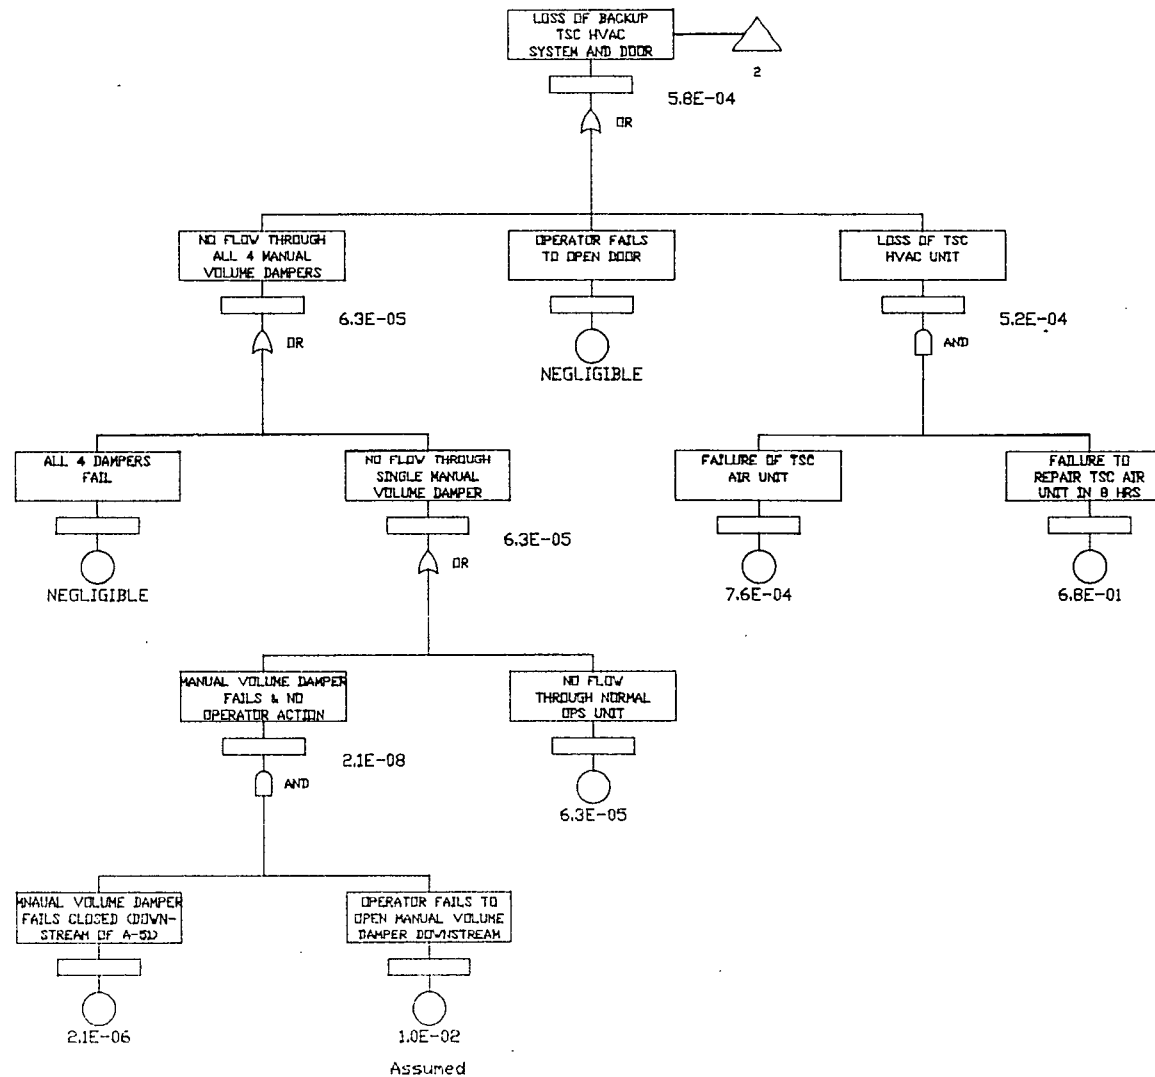 LOSS OF BACKUP
TSC HVAC
SYSTEM AND DOOR
2
5.8E-04
OR
NO FLOW THROUGH
ALL 4 MANUAL
VOLUME DAMPERS
6.3E-05
OR
OPERATOR FAILS
TO OPEN DOOR
NEGLIGIBLE
LOSS OF TSC
HVAC UNIT
5.2E-04
AND
ALL 4 DAMPERS
FAIL
NEGLIGIBLE
NO FLOW THROUGH
SINGLE MANUAL
VOLUME DAMPER
6.3E-05
OR
FAILURE OF TSC
AIR UNIT
7.6E-04
FAILURE TO
REPAIR TSC AIR
UNIT IN 8 HRS
6.8E-01
MANUAL VOLUME DAMPER
FAILS & NO
OPERATOR ACTION
2.1E-08
AND
NO FLOW
THROUGH NORMAL
OPS UNIT
6.3E-05
MNAUAL VOLUME DAMPER
FAILS CLOSED (DOWN-
STREAM OF A-51)
2.1E-06
OPERATOR FAILS TO
OPEN MANUAL VOLUME
DAMPER DOWNSTREAM
1.0E-02
Assumed